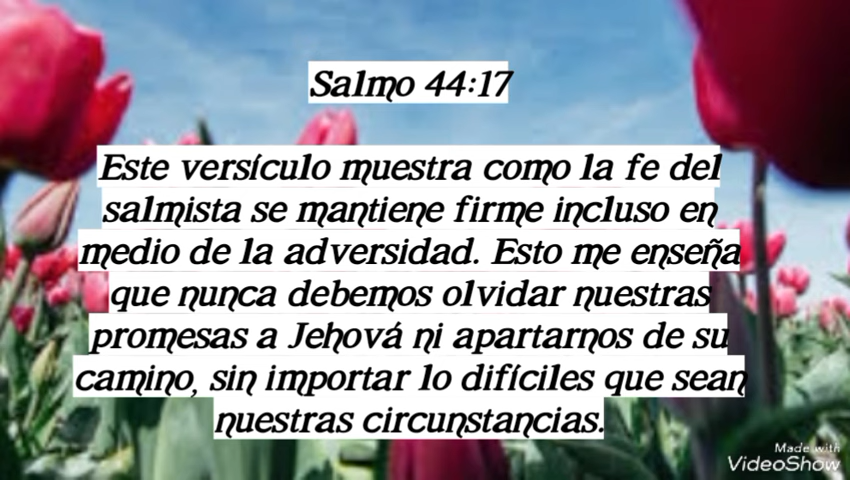 Salmo 44:17
Este versículo muestra como la fe del
salmista se mantiene firme incluso en
medio de la adversidad. Esto me enseña
que nunca debemos olvidar nuestras
promesas a Jehová ni apartarnos de su
camino, sin importar lo difíciles que sean
nuestras circunstancias.
Made with
VideoShow